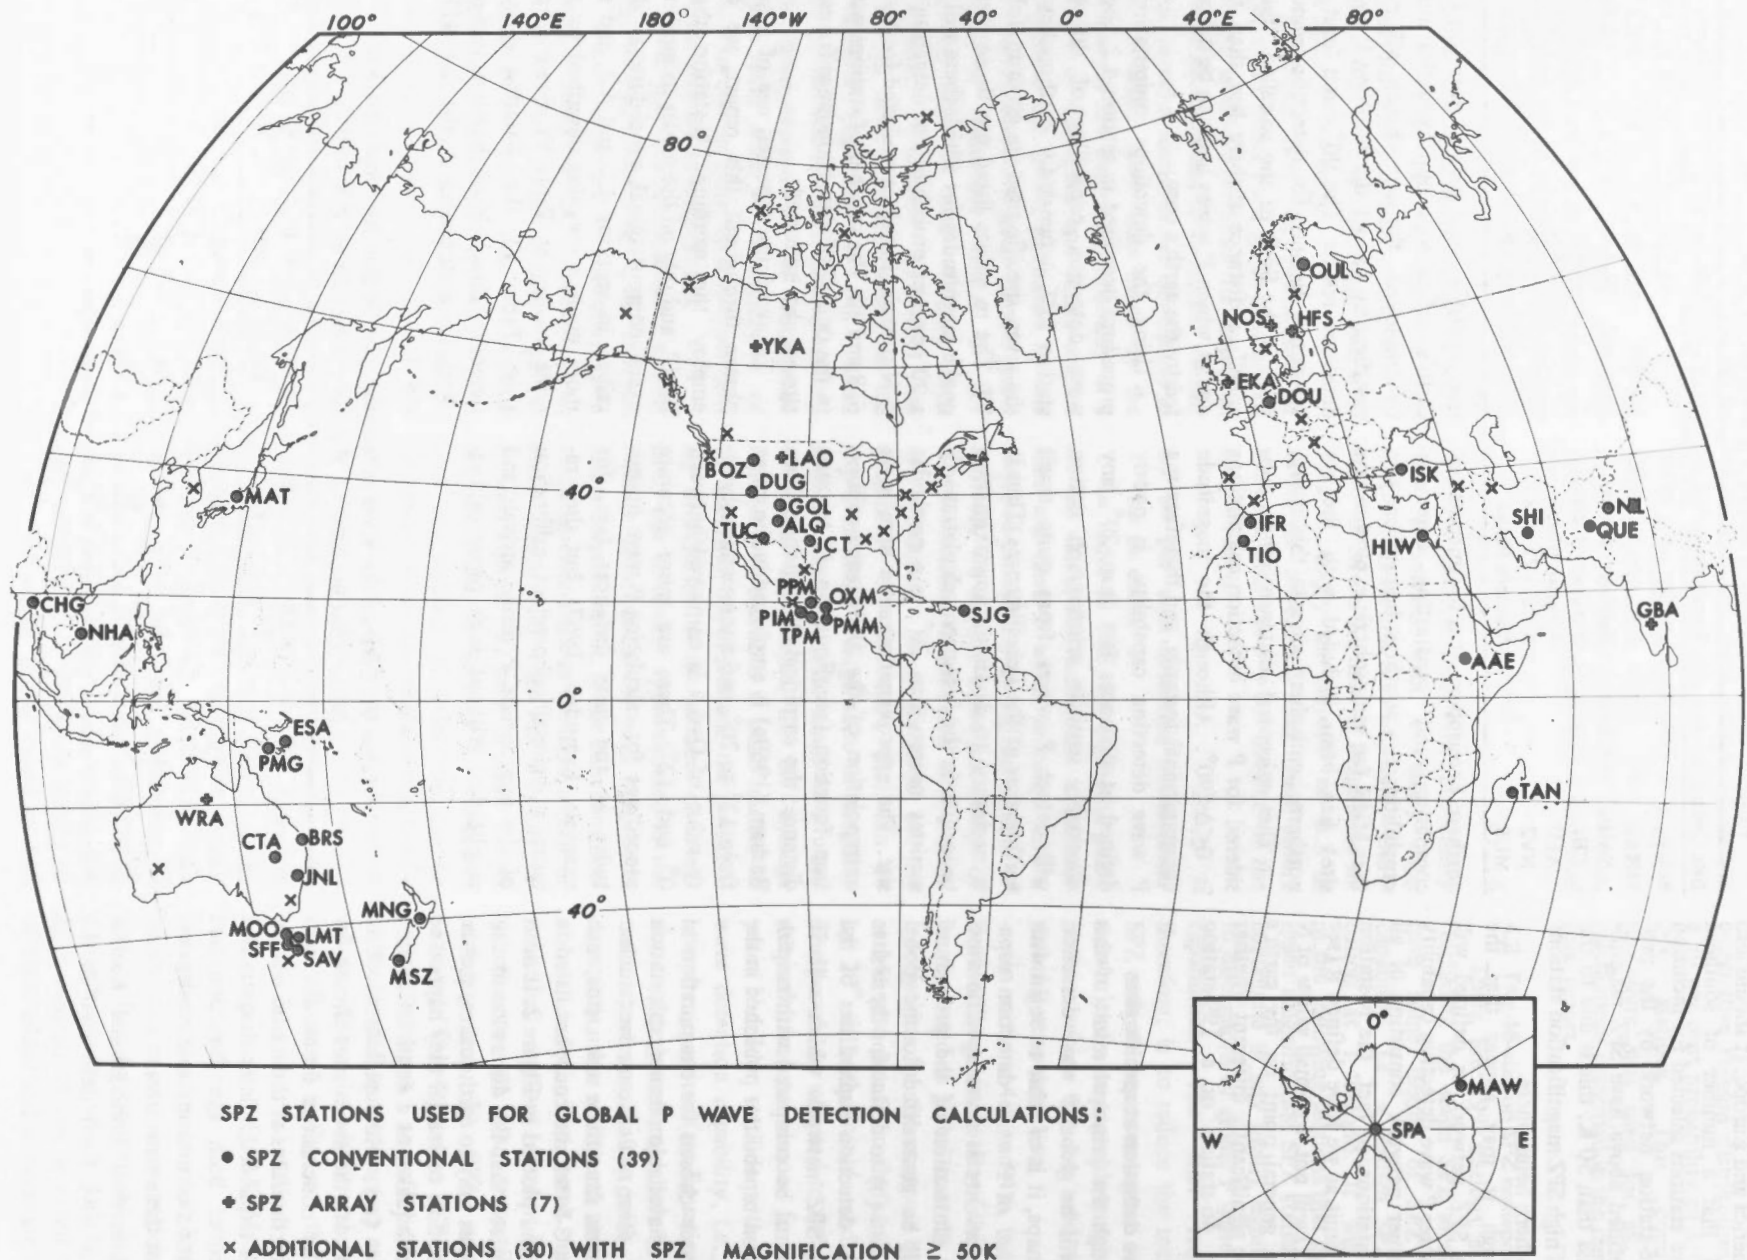 100° 140°E 180° 140°W 80° 40° 0° 40°E 80°
80°
OUL
NOS HFS
YKA
EKA
DOU
BOZ LAO
ISK
DUG
40°
MAT
GOL
NIL
ALQ
IFR
SHI
QUE
TUC
JCT
TIO
HLW
PPM
OXM
CHG
SJG
GBA
PIM
PMM
NHA
TPM
AAE
0°
ESA
PMG
TAN
WRA
CTA BRS
JNL
MNG
40°
MOO LMT
SFF
SAV
MSZ
0°
MAW
SPA
W E
SPZ STATIONS USED FOR GLOBAL P WAVE DETECTION CALCULATIONS:
● SPZ CONVENTIONAL STATIONS (39)
✚ SPZ ARRAY STATIONS (7)
× ADDITIONAL STATIONS (30) WITH SPZ MAGNIFICATION ≥ 50K